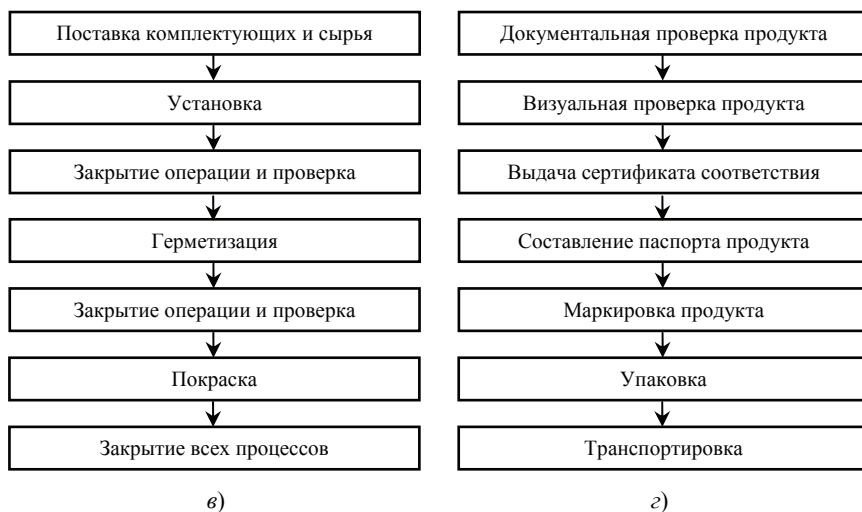 Поставка комплектующих и сырья
Установка
Закрытие операции и проверка
Герметизация
Закрытие операции и проверка
Покраска
Закрытие всех процессов
в)
Документальная проверка продукта
Визуальная проверка продукта
Выдача сертификата соответствия
Составление паспорта продукта
Маркировка продукта
Упаковка
Транспортировка
г)